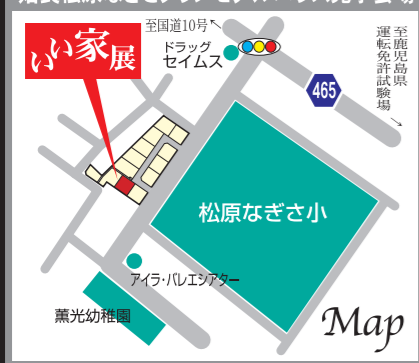 至国道10号
ドラッグ
セイムス
いい家展
465
至鹿児島県
運転免許試験場
松原なぎさ小
アイラ・バレエシアター
薫光幼稚園
Map